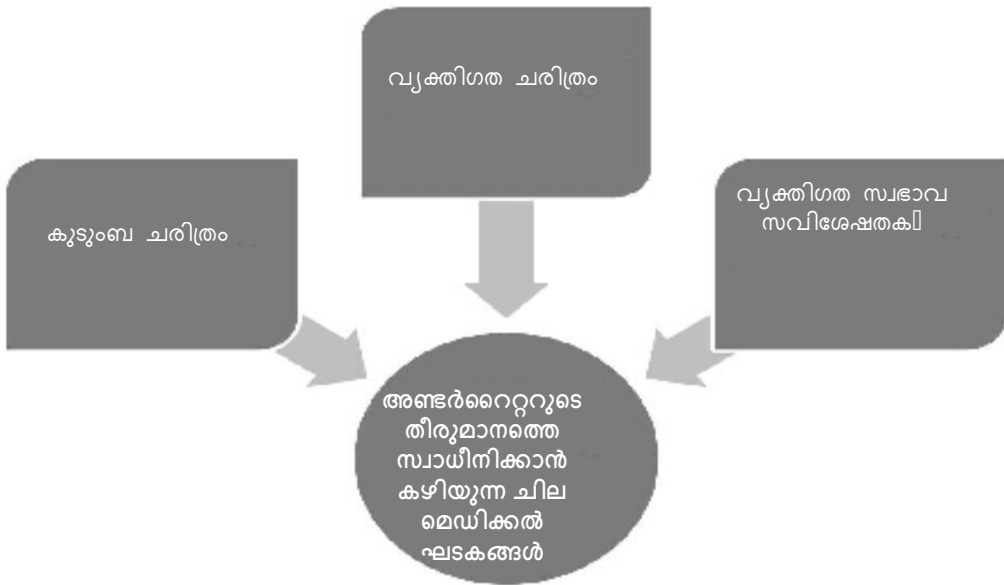 വ്യക്തിഗത ചരിത്രം
കുടുംബ ചരിത്രം
വ്യക്തിഗത സ്വഭാവ
സവിശേഷതക
അണ്ടർറൈറ്ററുടെ
തീരുമാനത്തെ
സ്വാധീനിക്കാൻ
കഴിയുന്ന ചില
മെഡിക്കൽ
ഘടകങ്ങൾ